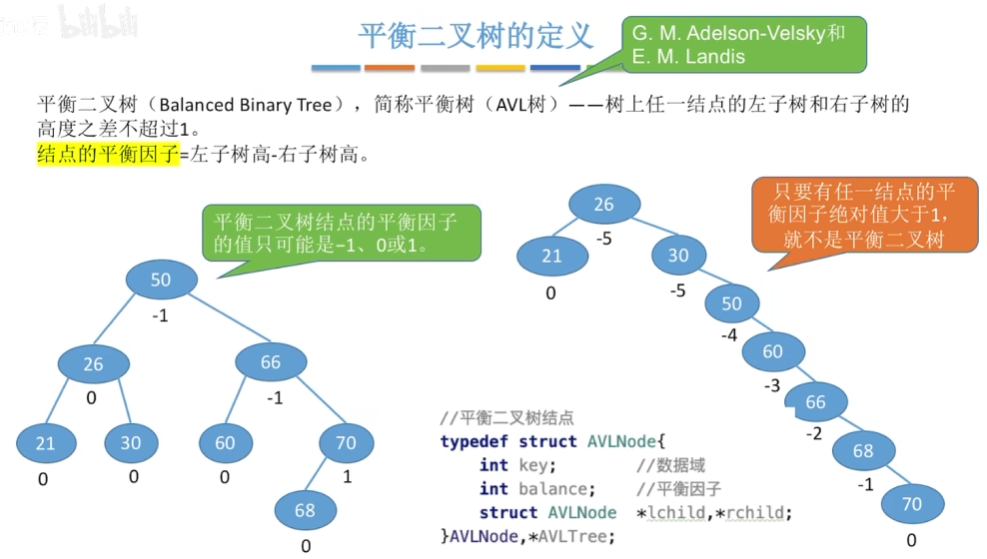 平衡二叉树的定义
G. M. Adelson-Velsky和
E. M. Landis
平衡二叉树（Balanced Binary Tree），简称平衡树（AVL树）——树上任一结点的左子树和右子树的
高度之差不超过1。
结点的平衡因子=左子树高-右子树高。
平衡二叉树结点的平衡因子
的值只可能是−1、0或1。
只要有任一结点的平
衡因子绝对值大于1，
就不是平衡二叉树
50
-1
26
0
66
-1
21
0
30
0
60
0
70
1
68
0
26
-5
21
0
30
-5
50
-4
60
-3
66
-2
68
-1
70
0
//平衡二叉树结点
typedef struct AVLNode{
int key; //数据域
int balance; //平衡因子
struct AVLNode *lchild,*rchild;
}AVLNode,*AVLTree;